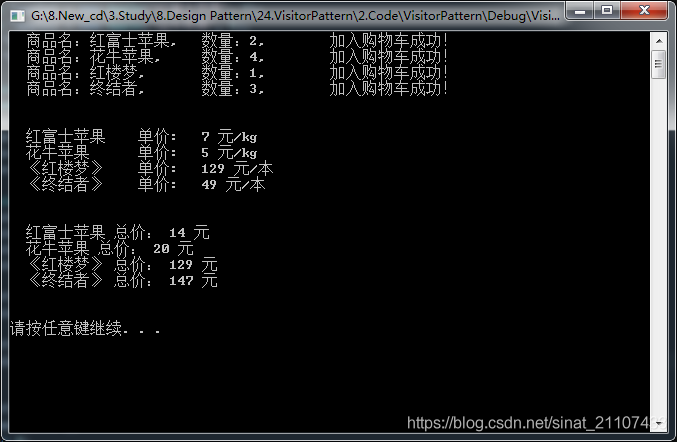 G:\8.New_cd\3.Study\8.Design Pattern\24.VisitorPattern\2.Code\VisitorPattern\Debug\Visi...
商品名：红富士苹果， 数量：2， 加入购物车成功！
商品名：花牛苹果， 数量：4， 加入购物车成功！
商品名：红楼梦， 数量：1， 加入购物车成功！
商品名：终结者， 数量：3， 加入购物车成功！
红富士苹果 单价： 7 元/kg
花牛苹果 单价： 5 元/kg
《红楼梦》 单价： 129 元/本
《终结者》 单价： 49 元/本
红富士苹果 总价： 14 元
花牛苹果 总价： 20 元
《红楼梦》 总价： 129 元
《终结者》 总价： 147 元
请按任意键继续. . .